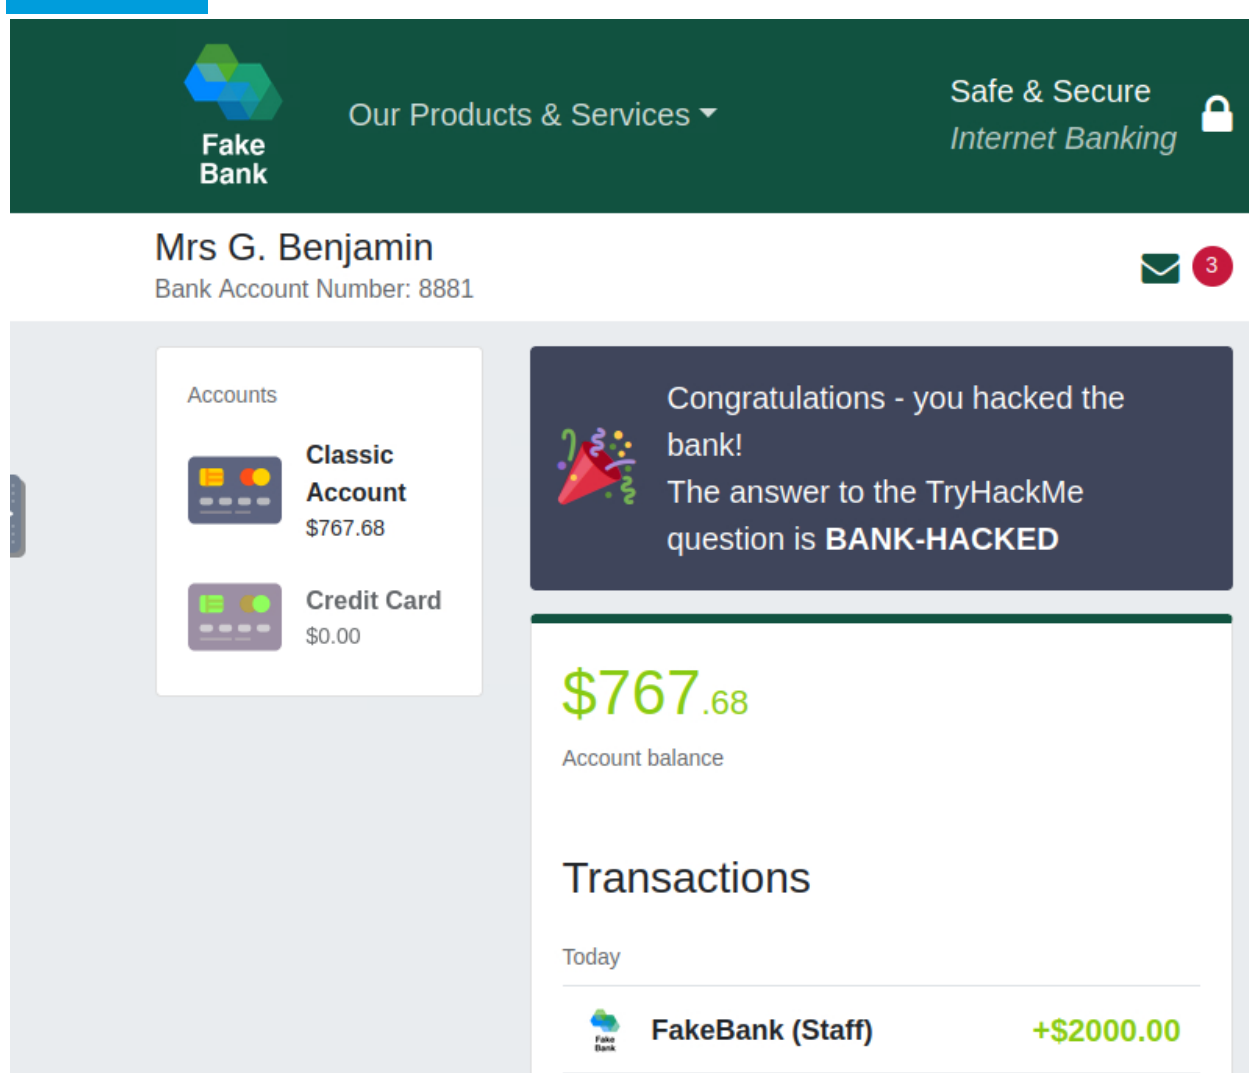 Fake
Bank
Our Products & Services
Safe & Secure
Internet Banking
Mrs G. Benjamin
Bank Account Number: 8881
3
Accounts
Classic
Account
$767.68
Credit Card
$0.00
Congratulations - you hacked the
bank!
The answer to the TryHackMe
question is BANK-HACKED
$767.68
Account balance
Transactions
Today
Fake
Bank
FakeBank (Staff)
+$2000.00